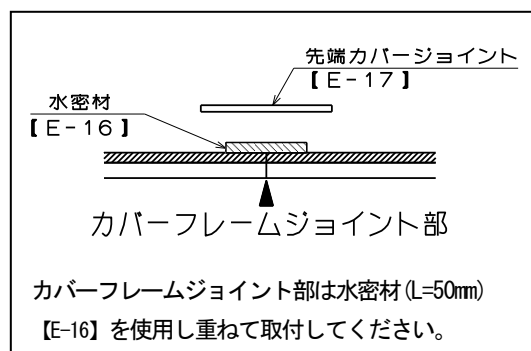 先端カバージョイント
【E-17】
水密材
【E-16】
カバーフレームジョイント部
カバーフレームジョイント部は水密材(L=50mm)
【E-16】を使用し重ねて取付してください。